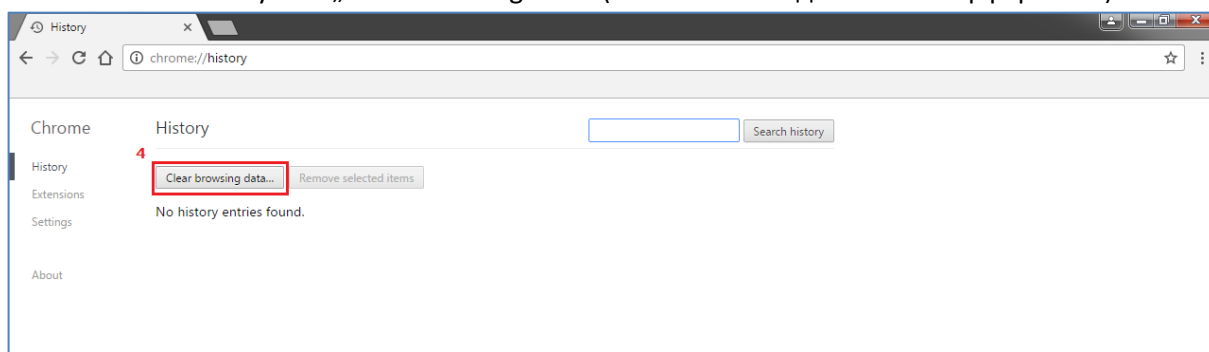 History
chrome://history
Chrome
History
Search history
4
History
Clear browsing data...
Remove selected items
Extensions
No history entries found.
Settings
About